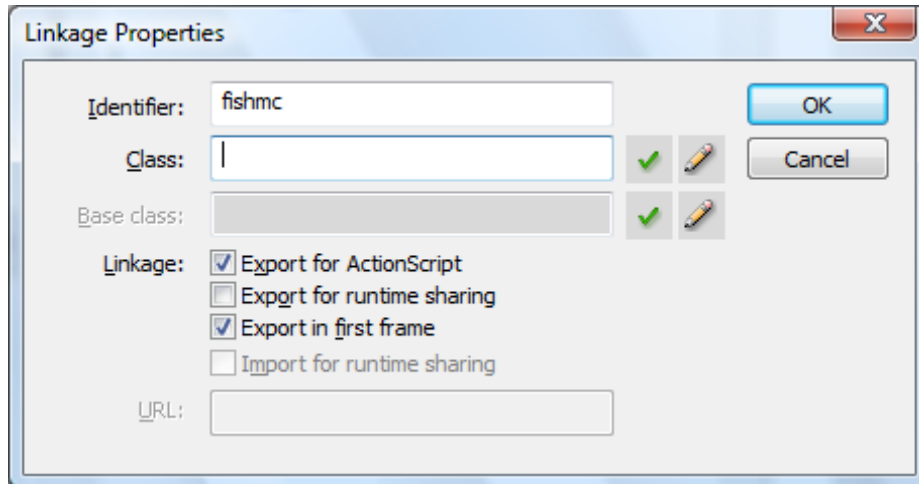 Linkage Properties
Identifier: fishmc
OK
Class:
Cancel
Base class:
Linkage: Export for ActionScript
Export for runtime sharing
Export in first frame
Import for runtime sharing
URL: